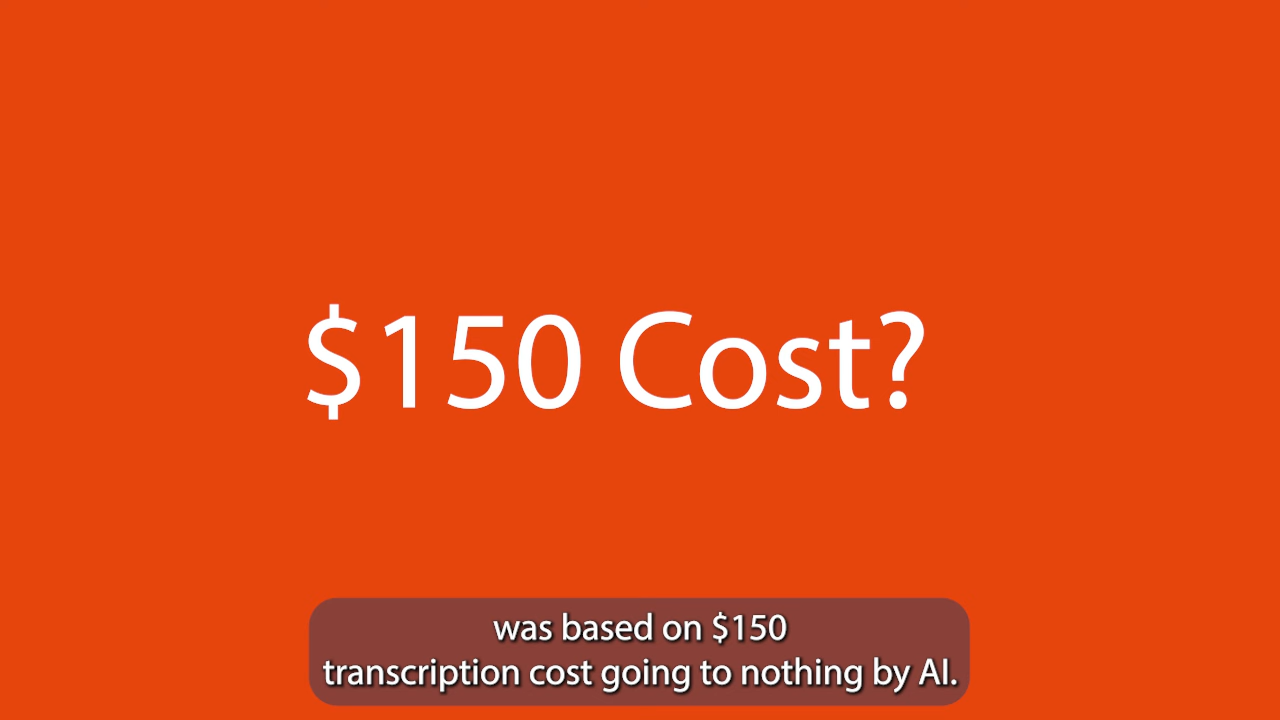 $150 Cost?
was based on $150
transcription cost going to nothing by AI.